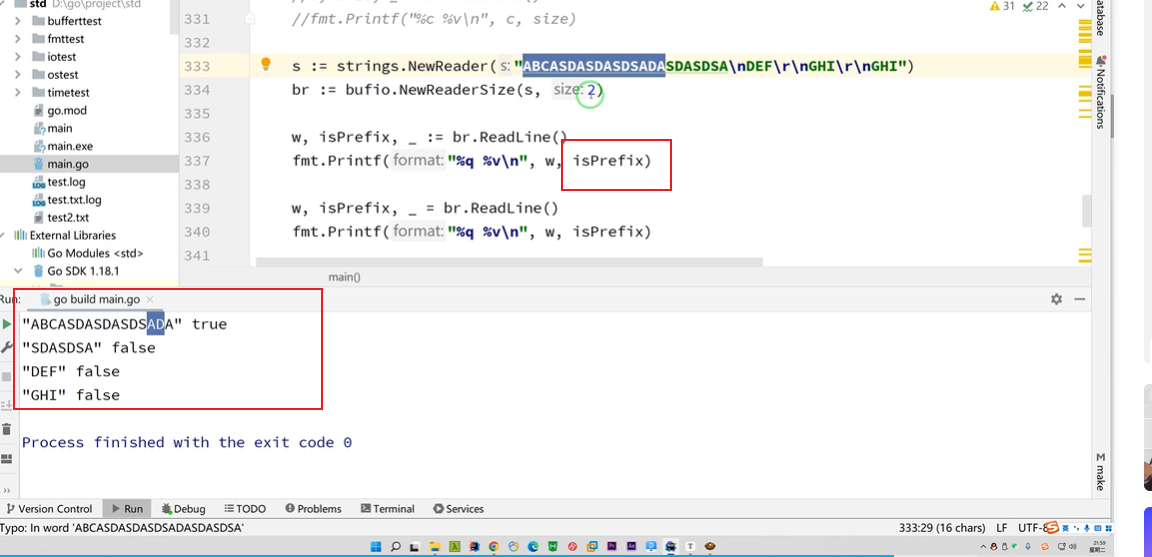 std D:\go\project\std
bufferttest
fmttest
iotest
ostest
timetest
go.mod
main
main.exe
main.go
test.log
test.txt.log
test2.txt
External Libraries
Go Modules <std>
Go SDK 1.18.1
31 22
331 //fmt.Printf("%c %v\n", c, size)
332
333 s := strings.NewReader( s: "ABCASDASDASDSADASDASDSA\nDEF\r\nGHI\r\nGHI")
334 br := bufio.NewReaderSize(s, size: 2)
335
336 w, isPrefix, _ := br.ReadLine()
337 fmt.Printf( format: "%q %v\n", w, isPrefix)
338
339 w, isPrefix, _ = br.ReadLine()
340 fmt.Printf( format: "%q %v\n", w, isPrefix)
341
main()
atabase
Notifications
make
Run: go build main.go
"ABCASDASDASDSADA" true
"SDASDSA" false
"DEF" false
"GHI" false
Process finished with the exit code 0
Version Control Run Debug TODO Problems Terminal Services
Typo: In word 'ABCASDASDASDSADASDASDSA' 333:29 (16 chars) LF UTF-8
21:59
星期二